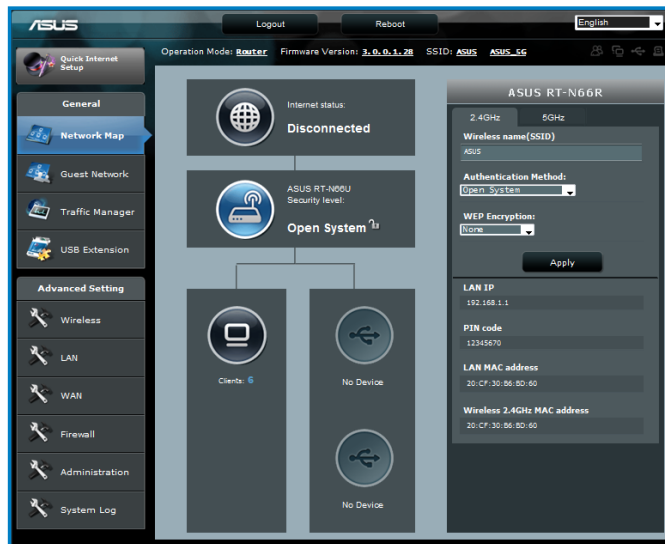 ASUS
Logout
Reboot
English
Quick Internet
Setup
Operation Mode: Router Firmware Version: 3.0.0.1.28 SSID: ASUS ASUS_5G
General
Network Map
Guest Network
Traffic Manager
USB Extension
Advanced Setting
Wireless
LAN
WAN
Firewall
Administration
System Log
Internet status:
Disconnected
ASUS RT-N66U
Security level:
Open System
Clients: 6
No Device
No Device
ASUS RT-N66R
2.4GHz
5GHz
Wireless name(SSID)
ASUS
Authentication Method:
Open System
WEP Encryption:
None
Apply
LAN IP
192.168.1.1
PIN code
12345670
LAN MAC address
20:CF:30:B6:BD:60
Wireless 2.4GHz MAC address
20:CF:30:B6:BD:60